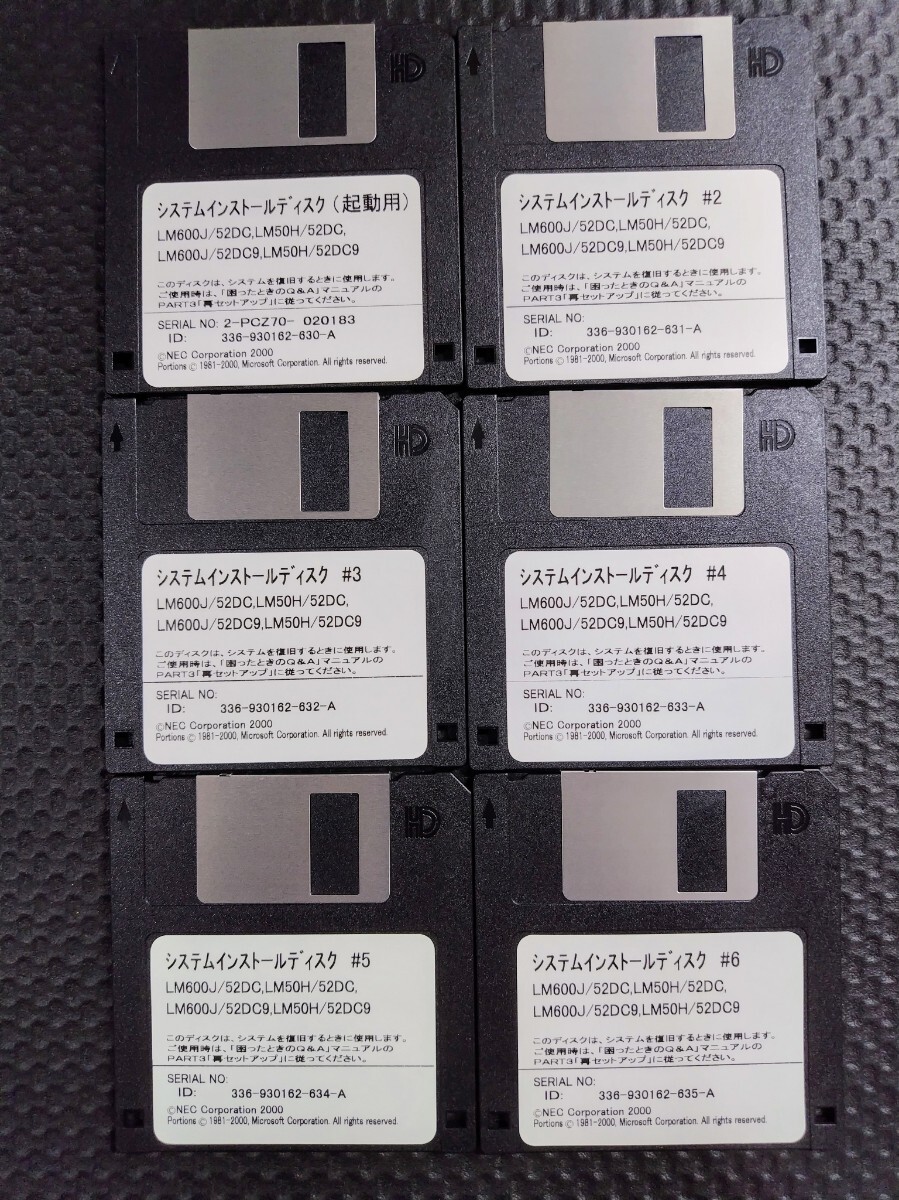 HD
システムインストールディスク(起動用)
LM600J/52DC,LM50H/52DC,
LM600J/52DC9,LM50H/52DC9
このディスクは、システムを復旧するときに使用します。
ご使用時は、「困ったときのQ&A」マニュアルの
PART3「再セットアップ」に従ってください。
SERIAL NO: 2-PCZ70- 020183
ID: 336-930162-630-A
©NEC Corporation 2000
Portions © 1981-2000, Microsoft Corporation. All rights reserved.
HD
システムインストールディスク #2
LM600J/52DC,LM50H/52DC,
LM600J/52DC9,LM50H/52DC9
このディスクは、システムを復旧するときに使用します。
ご使用時は、「困ったときのQ&A」マニュアルの
PART3「再セットアップ」に従ってください。
SERIAL NO:
ID: 336-930162-631-A
©NEC Corporation 2000
Portions © 1981-2000, Microsoft Corporation. All rights reserved.
HD
システムインストールディスク #3
LM600J/52DC,LM50H/52DC,
LM600J/52DC9,LM50H/52DC9
このディスクは、システムを復旧するときに使用します。
ご使用時は、「困ったときのQ&A」マニュアルの
PART3「再セットアップ」に従ってください。
SERIAL NO:
ID: 336-930162-632-A
©NEC Corporation 2000
Portions © 1981-2000, Microsoft Corporation. All rights reserved.
HD
システムインストールディスク #4
LM600J/52DC,LM50H/52DC,
LM600J/52DC9,LM50H/52DC9
このディスクは、システムを復旧するときに使用します。
ご使用時は、「困ったときのQ&A」マニュアルの
PART3「再セットアップ」に従ってください。
SERIAL NO:
ID: 336-930162-633-A
©NEC Corporation 2000
Portions © 1981-2000, Microsoft Corporation. All rights reserved.
HD
システムインストールディスク #5
LM600J/52DC,LM50H/52DC,
LM600J/52DC9,LM50H/52DC9
このディスクは、システムを復旧するときに使用します。
ご使用時は、「困ったときのQ&A」マニュアルの
PART3「再セットアップ」に従ってください。
SERIAL NO:
ID: 336-930162-634-A
©NEC Corporation 2000
Portions © 1981-2000, Microsoft Corporation. All rights reserved.
HD
システムインストールディスク #6
LM600J/52DC,LM50H/52DC,
LM600J/52DC9,LM50H/52DC9
このディスクは、システムを復旧するときに使用します。
ご使用時は、「困ったときのQ&A」マニュアルの
PART3「再セットアップ」に従ってください。
SERIAL NO:
ID: 336-930162-635-A
©NEC Corporation 2000
Portions © 1981-2000, Microsoft Corporation. All rights reserved.